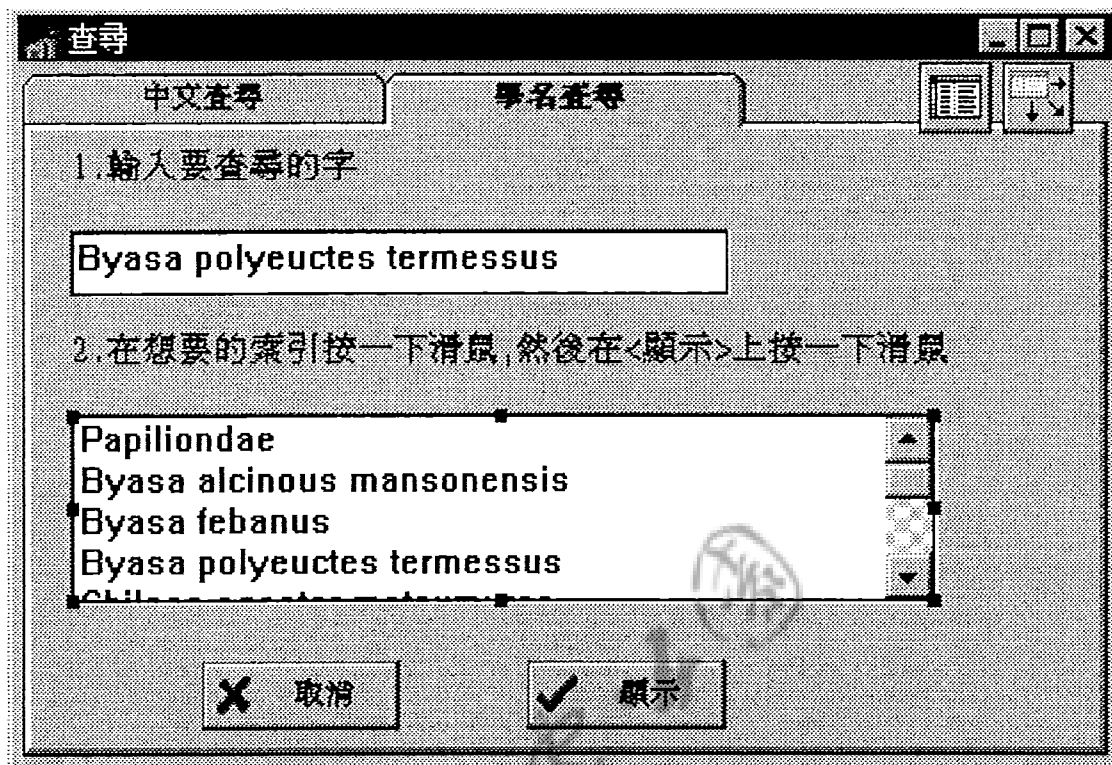 查尋
中文查尋
學名查尋
1.輸入要查尋的字
Byasa polyeuctes termessus
2.在想要的索引按一下滑鼠,然後在<顯示>上按一下滑鼠
Papiliondae
Byasa alcinous mansonensis
Byasa febanus
Byasa polyeuctes termessus
取消
顯示